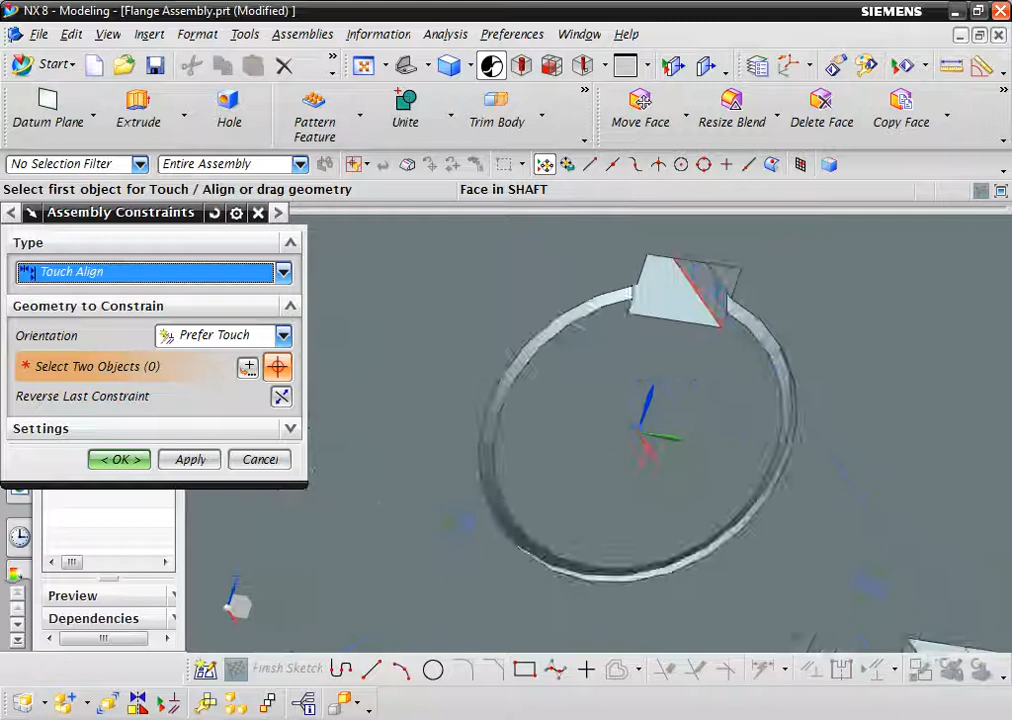 NX 8 - Modeling - [Flange Assembly.prt (Modified) ]
SIEMENS
File Edit View Insert Format Tools Assemblies Information Analysis Preferences Window Help
Start
Datum Plane Extrude Hole Pattern Feature Unite Trim Body Move Face Resize Blend Delete Face Copy Face
No Selection Filter Entire Assembly
Select first object for Touch / Align or drag geometry Face in SHAFT
Assembly Constraints
Type
Touch Align
Geometry to Constrain
Orientation Prefer Touch
* Select Two Objects (0)
Reverse Last Constraint
Settings
< OK > Apply Cancel
Preview
Dependencies
Finish Sketch